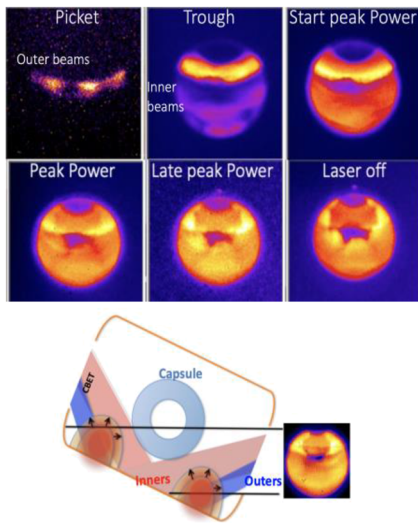 Picket
Trough
Start peak Power
Outer beams
Inner
beams
Peak Power
Late peak Power
Laser off
CBET
Capsule
Inners
Outers